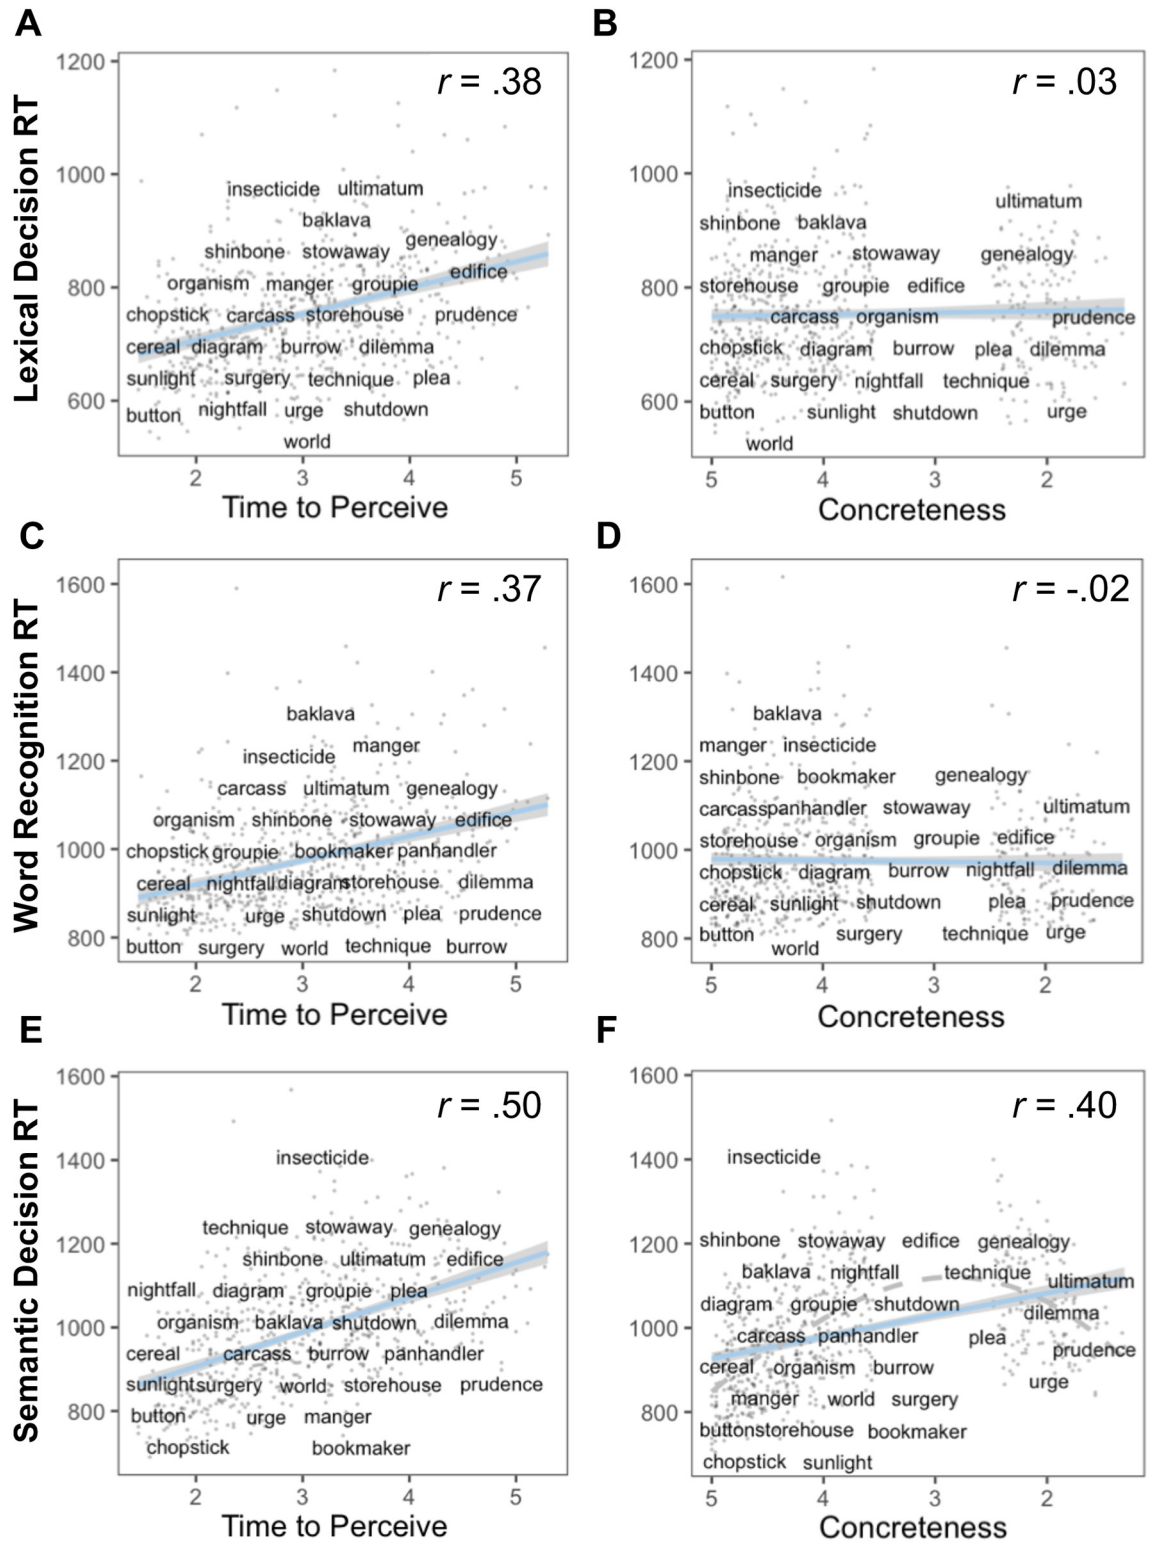 A
Lexical Decision RT
1200
1000
800
600
r = .38
insecticide ultimatum
baklava
genealogy
shinbone stowaway
edifice
organism manger groupie
chopstick carcass storehouse prudence
cereal diagram burrow dilemma
sunlight surgery technique plea
button nightfall urge shutdown
world
2 3 4 5
Time to Perceive
B
1200
1000
800
600
r = .03
insecticide
ultimatum
shinbone baklava
manger stowaway genealogy
storehouse groupie edifice
carcass organism prudence
chopstick diagram burrow plea dilemma
cereal surgery nightfall technique
button sunlight shutdown urge
world
5 4 3 2
Concreteness
C
Word Recognition RT
1600
1400
1200
1000
800
r = .37
baklava
manger
insecticide
carcass ultimatum genealogy
organism shinbone stowaway edifice
chopstick groupie bookmaker panhandler
cereal nightfall diagram storehouse dilemma
sunlight urge shutdown plea prudence
button surgery world technique burrow
2 3 4 5
Time to Perceive
D
1600
1400
1200
1000
800
r = -.02
baklava
manger insecticide
shinbone bookmaker genealogy
carcass panhandler stowaway ultimatum
storehouse organism groupie edifice
chopstick diagram burrow nightfall dilemma
cereal sunlight shutdown plea prudence
button surgery technique urge
world
5 4 3 2
Concreteness
E
Semantic Decision RT
1600
1400
1200
1000
800
r = .50
insecticide
technique stowaway genealogy
shinbone ultimatum edifice
nightfall diagram groupie plea
organism baklava shutdown dilemma
cereal carcass burrow panhandler
sunlight surgery world storehouse prudence
button urge manger
chopstick bookmaker
2 3 4 5
Time to Perceive
F
1600
1400
1200
1000
800
r = .40
insecticide
shinbone stowaway edifice genealogy
baklava nightfall technique
ultimatum
diagram groupie shutdown
dilemma
carcass panhandler plea
prudence
cereal organism burrow
urge
manger world surgery
button storehouse bookmaker
chopstick sunlight
5 4 3 2
Concreteness